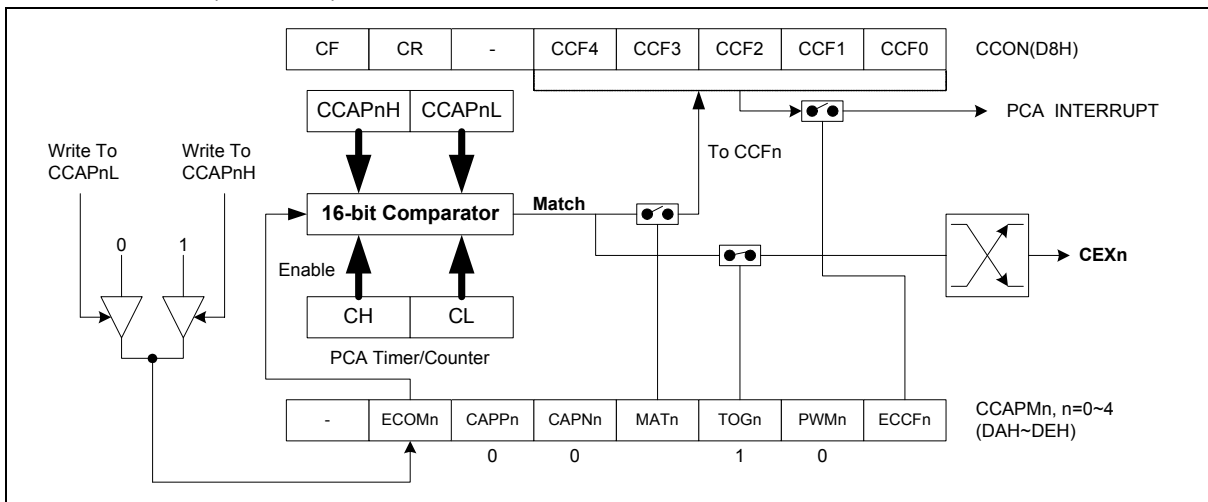 CF CR - CCF4 CCF3 CCF2 CCF1 CCF0 CCON(D8H)
CCAPnH CCAPnL
PCA INTERRUPT
To CCFn
Write To
CCAPnL
Write To
CCAPnH
16-bit Comparator
Match
0 1
Enable
CEXn
CH CL
PCA Timer/Counter
- ECOMn CAPPn CAPNn MATn TOGn PWMn ECCFn
CCAPMn, n=0~4
(DAH~DEH)
0 0 1 0